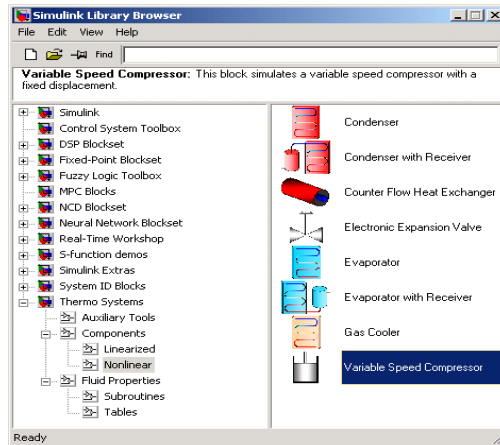 Simulink Library Browser
File Edit View Help
Find
Variable Speed Compressor: This block simulates a variable speed compressor with a
fixed displacement.
Simulink
Control System Toolbox
DSP Blockset
Fixed-Point Blockset
Fuzzy Logic Toolbox
MPC Blocks
NCD Blockset
Neural Network Blockset
Real-Time Workshop
S-function demos
Simulink Extras
System ID Blocks
Thermo Systems
Auxiliary Tools
Components
Linearized
Nonlinear
Fluid Properties
Subroutines
Tables
Condenser
Condenser with Receiver
Counter Flow Heat Exchanger
Electronic Expansion Valve
Evaporator
Evaporator with Receiver
Gas Cooler
Variable Speed Compressor
Ready